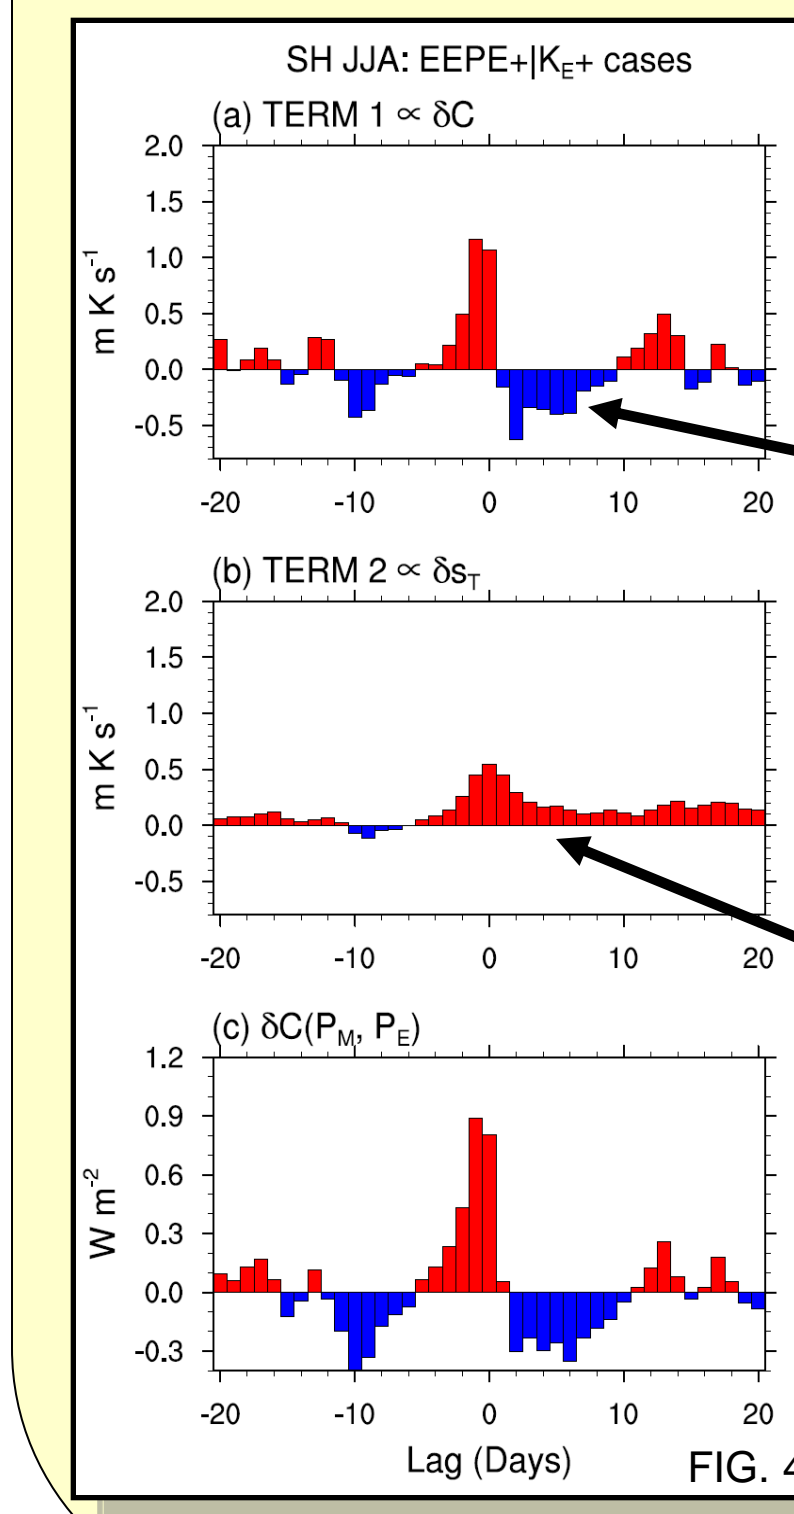 SH JJA: EEPE+|K_E+ cases
(a) TERM 1 ∝ δC
2.0
1.5
1.0
0.5
0.0
-0.5
m K s⁻¹
-20 -10 0 10 20
(b) TERM 2 ∝ δs_T
2.0
1.5
1.0
0.5
0.0
-0.5
m K s⁻¹
-20 -10 0 10 20
(c) δC(P_M, P_E)
1.2
0.9
0.6
0.3
0.0
-0.3
W m⁻²
-20 -10 0 10 20
Lag (Days)
FIG. 4